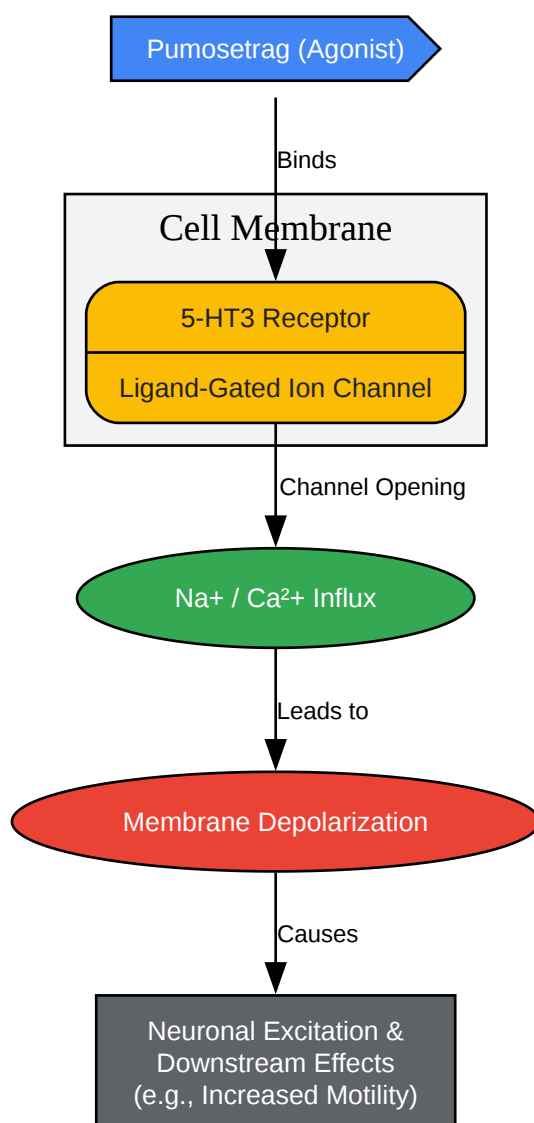 Pumosetrag (Agonist)
Binds
Cell Membrane
5-HT3 Receptor
Ligand-Gated Ion Channel
Channel Opening
Na+ / Ca²+ Influx
Leads to
Membrane Depolarization
Causes
Neuronal Excitation &
Downstream Effects
(e.g., Increased Motility)